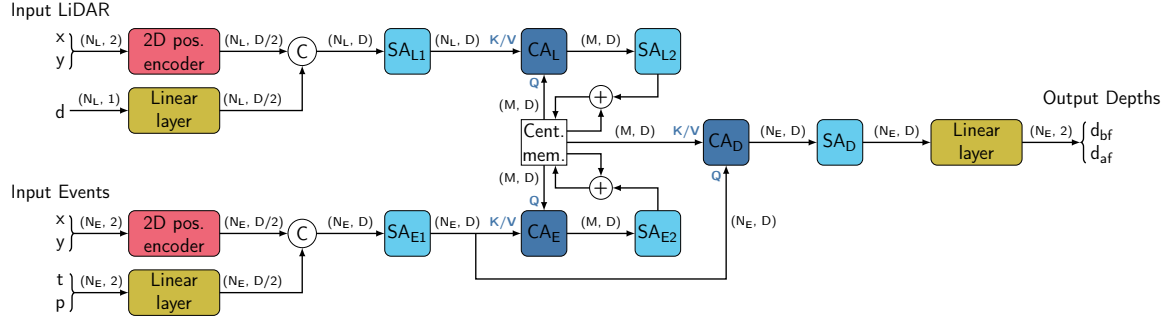 Input LiDAR
x
y
(N_L, 2)
2D pos.
encoder
(N_L, D/2)
C
(N_L, D)
SA_L1
(N_L, D)
K/V
CA_L
(M, D)
SA_L2
d
(N_L, 1)
Linear
layer
(N_L, D/2)
Q
(M, D)
+
Cent.
mem.
(M, D)
K/V
CA_D
(N_E, D)
SA_D
(N_E, D)
Linear
layer
(N_E, 2)
Output Depths
d_bf
d_af
Q
(M, D)
+
Q
(N_E, D)
Input Events
x
y
(N_E, 2)
2D pos.
encoder
(N_E, D/2)
C
(N_E, D)
SA_E1
(N_E, D)
K/V
CA_E
(M, D)
SA_E2
t
p
(N_E, 2)
Linear
layer
(N_E, D/2)